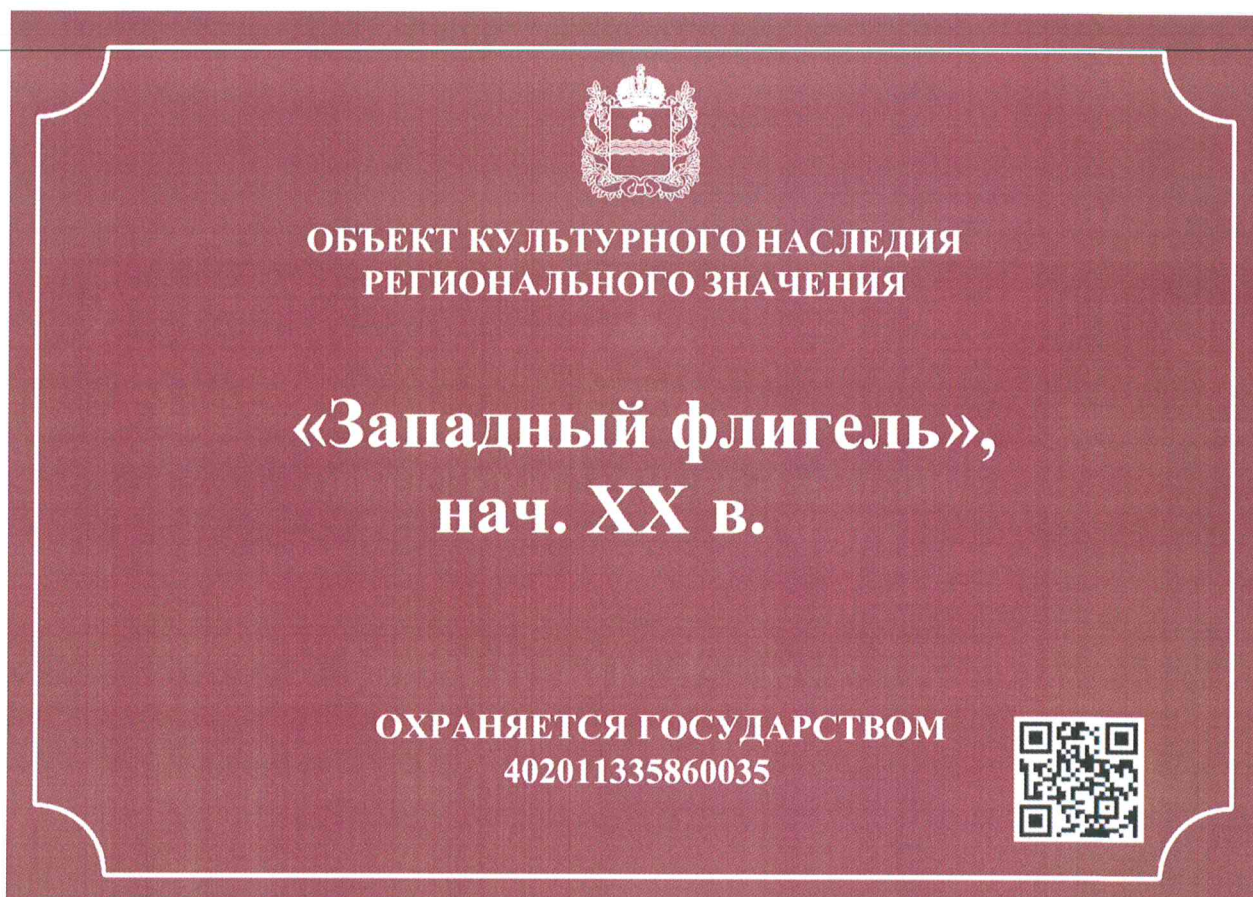 ОБЪЕКТ КУЛЬТУРНОГО НАСЛЕДИЯ
РЕГИОНАЛЬНОГО ЗНАЧЕНИЯ
«Западный флигель»,
нач. XX в.
ОХРАНЯЕТСЯ ГОСУДАРСТВОМ
402011335860035